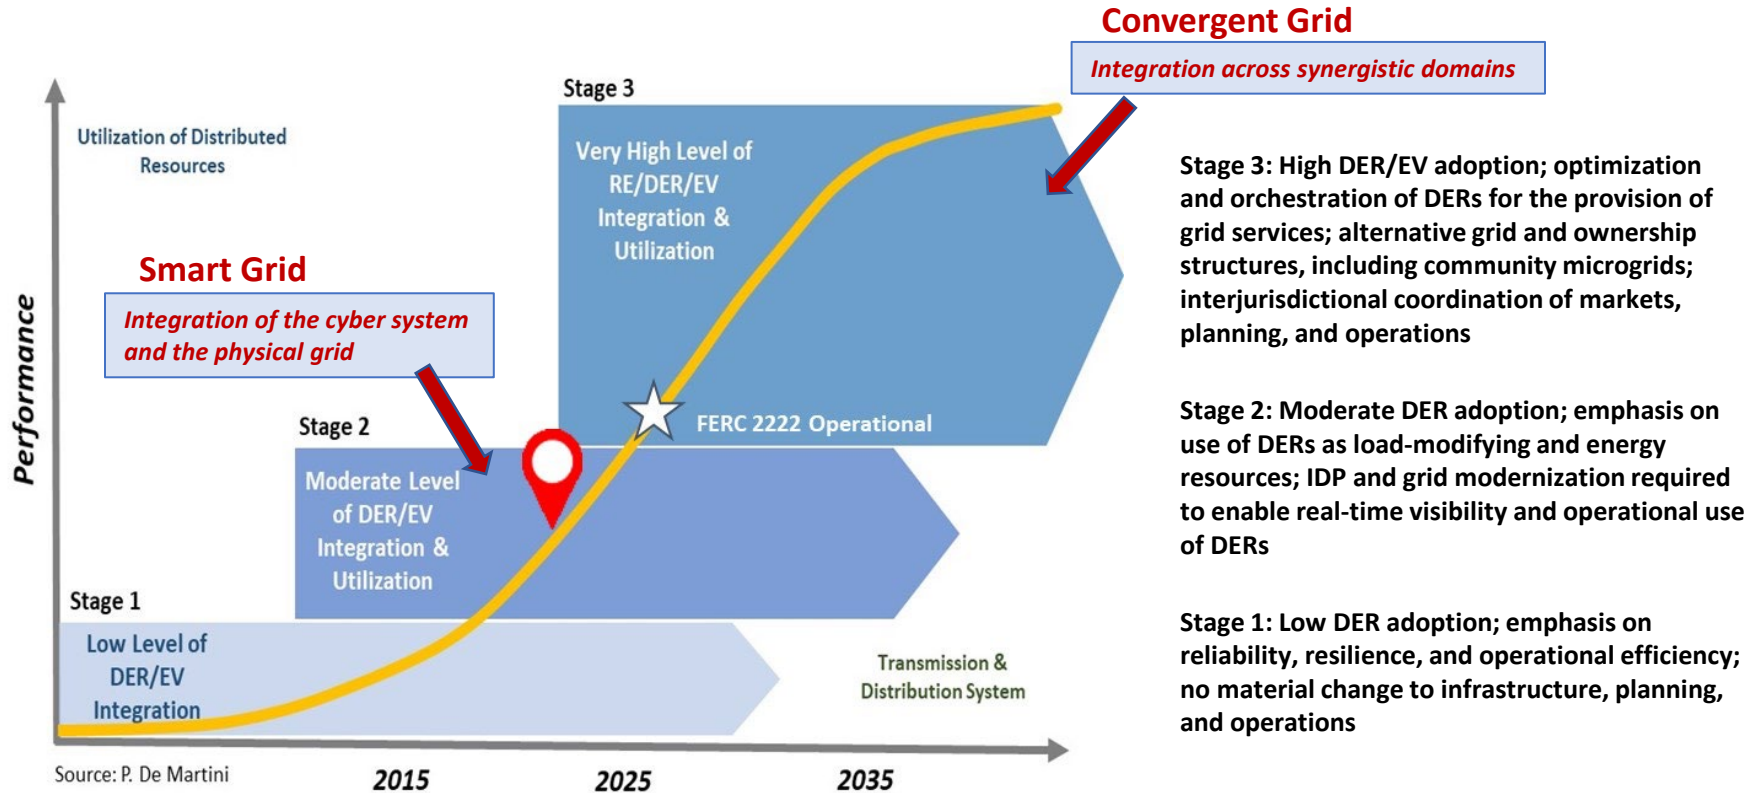 Convergent Grid
Integration across synergistic domains
Stage 3
Utilization of Distributed
Resources
Very High Level of
RE/DER/EV
Integration &
Utilization
Smart Grid
Integration of the cyber system
and the physical grid
FERC 2222 Operational
Stage 2
Moderate Level
of DER/EV
Integration &
Utilization
Stage 1
Low Level of
DER/EV
Integration
Transmission &
Distribution System
Performance
Source: P. De Martini
2015
2025
2035
Stage 3: High DER/EV adoption; optimization
and orchestration of DERs for the provision of
grid services; alternative grid and ownership
structures, including community microgrids;
interjurisdictional coordination of markets,
planning, and operations
Stage 2: Moderate DER adoption; emphasis on
use of DERs as load-modifying and energy
resources; IDP and grid modernization required
to enable real-time visibility and operational use
of DERs
Stage 1: Low DER adoption; emphasis on
reliability, resilience, and operational efficiency;
no material change to infrastructure, planning,
and operations